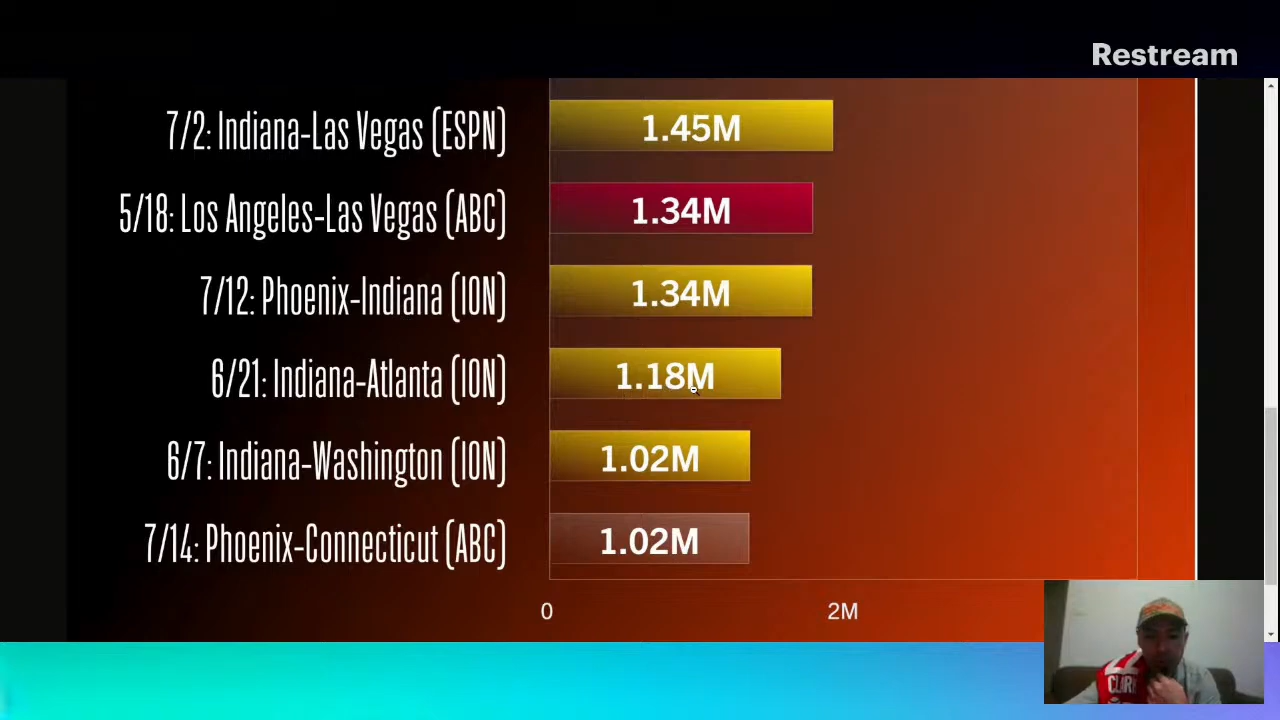 Restream
7/2: Indiana-Las Vegas (ESPN) 1.45M
5/18: Los Angeles-Las Vegas (ABC) 1.34M
7/12: Phoenix-Indiana (ION) 1.34M
6/21: Indiana-Atlanta (ION) 1.18M
6/7: Indiana-Washington (ION) 1.02M
7/14: Phoenix-Connecticut (ABC) 1.02M
0 2M
CLARK